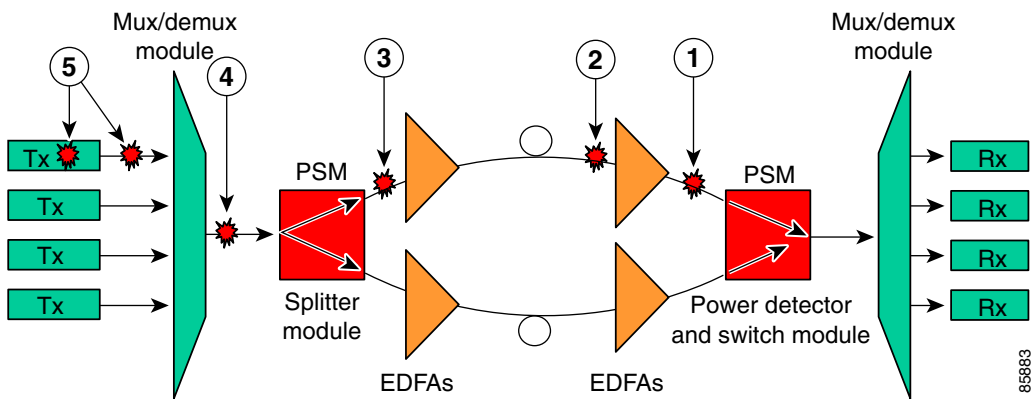 Mux/demux
module
Mux/demux
module
5
4
3
2
1
Tx
Tx
Tx
Tx
PSM
PSM
Splitter
module
Power detector
and switch module
EDFAs
EDFAs
Rx
Rx
Rx
Rx
85883